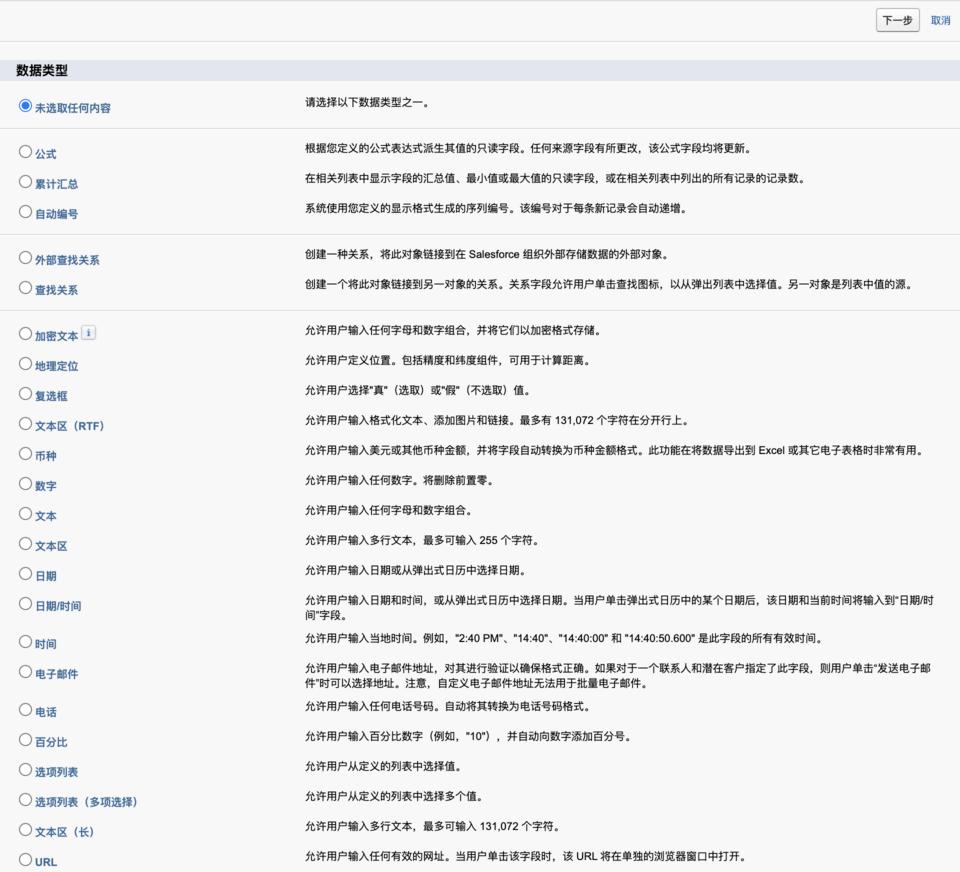 下一步 取消
数据类型
未选取任何内容 请选择以下数据类型之一。
公式 根据您定义的公式表达式派生其值的只读字段。任何来源字段有所更改，该公式字段均将更新。
累计汇总 在相关列表中显示字段的汇总值、最小值或最大值的只读字段，或在相关列表中列出的所有记录的记录数。
自动编号 系统使用您定义的显示格式生成的序列编号。该编号对于每条新记录会自动递增。
外部查找关系 创建一种关系，将此对象链接到在 Salesforce 组织外部存储数据的外部对象。
查找关系 创建一个将此对象链接到另一对象的关系。关系字段允许用户单击查找图标，以从弹出列表中选择值。另一对象是列表中值的源。
加密文本 i 允许用户输入任何字母和数字组合，并将它们以加密格式存储。
地理定位 允许用户定义位置。包括精度和纬度组件，可用于计算距离。
复选框 允许用户选择"真"（选取）或"假"（不选取）值。
文本区（RTF） 允许用户输入格式化文本、添加图片和链接。最多有 131,072 个字符在分开行上。
币种 允许用户输入美元或其他币种金额，并将字段自动转换为币种金额格式。此功能在将数据导出到 Excel 或其它电子表格时非常有用。
数字 允许用户输入任何数字。将删除前置零。
文本 允许用户输入任何字母和数字组合。
文本区 允许用户输入多行文本，最多可输入 255 个字符。
日期 允许用户输入日期或从弹出式日历中选择日期。
日期/时间 允许用户输入日期和时间，或从弹出式日历中选择日期。当用户单击弹出式日历中的某个日期后，该日期和当前时间将输入到“日期/时
间”字段。
时间 允许用户输入当地时间。例如，"2:40 PM"、"14:40"、"14:40:00" 和 "14:40:50.600" 是此字段的所有有效时间。
电子邮件 允许用户输入电子邮件地址，对其进行验证以确保格式正确。如果对于一个联系人和潜在客户指定了此字段，则用户单击“发送电子邮
件”时可以选择地址。注意，自定义电子邮件地址无法用于批量电子邮件。
电话 允许用户输入任何电话号码。自动将其转换为电话号码格式。
百分比 允许用户输入百分比数字（例如，"10"），并自动向数字添加百分号。
选项列表 允许用户从定义的列表中选择值。
选项列表（多项选择） 允许用户从定义的列表中选择多个值。
文本区（长） 允许用户输入多行文本，最多可输入 131,072 个字符。
URL 允许用户输入任何有效的网址。当用户单击该字段时，该 URL 将在单独的浏览器窗口中打开。